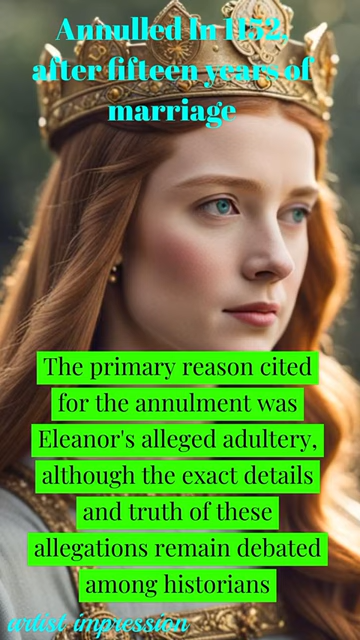 Annulled In 1152,
after fifteen years of
marriage
The primary reason cited
for the annulment was
Eleanor's alleged adultery,
although the exact details
and truth of these
allegations remain debated
among historians
artist impression